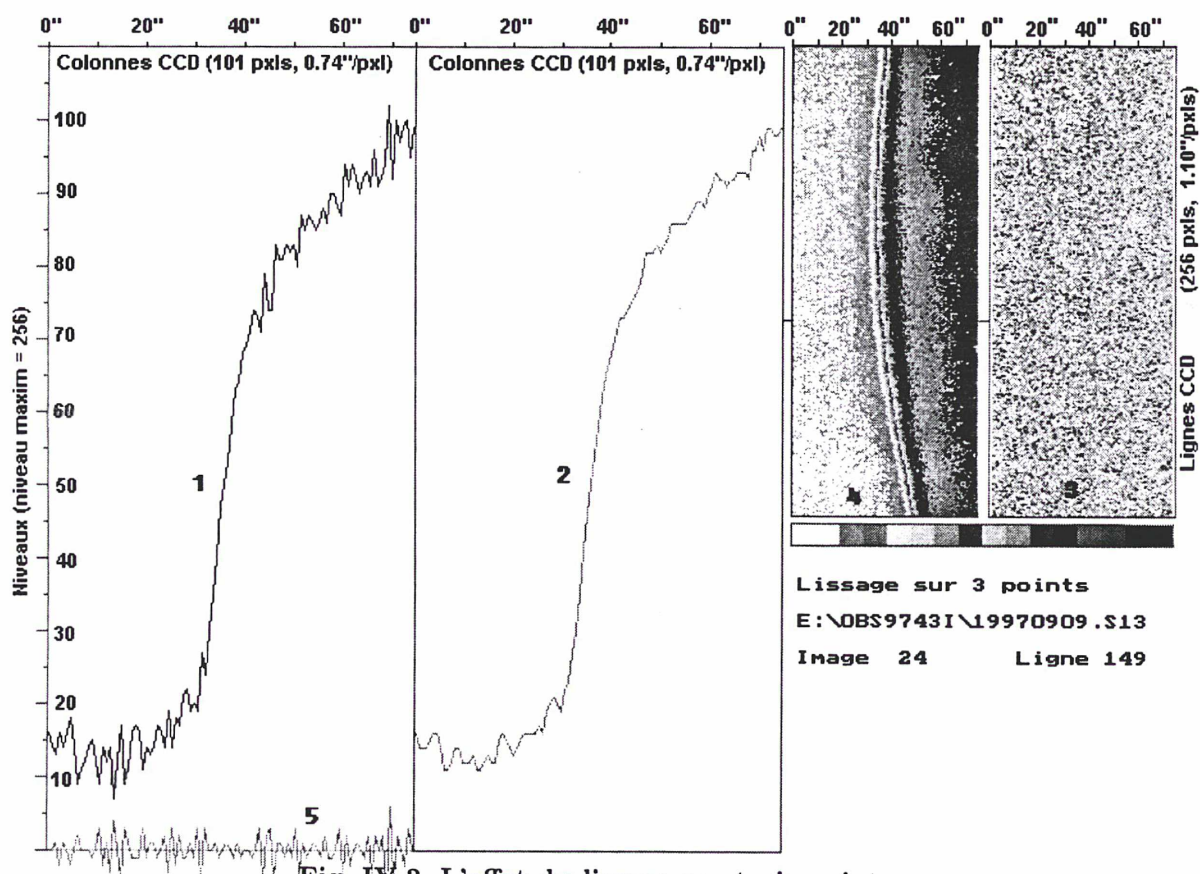 0" 20" 40" 60" 0" 20" 40" 60" 0" 20" 40" 60" 0 20" 40" 60"
Colonnes CCD (101 pxls, 0.74"/pxl)
Colonnes CCD (101 pxls, 0.74"/pxl)
100
90
80
70
60
50
40
30
20
10
Niveaux (niveau maxim = 256)
1
2
4
3
5
Lignes CCD (256 pxls, 1.10"/pxls)
Lissage sur 3 points
E:\OBS9743I\19970909.S13
Image 24 Ligne 149